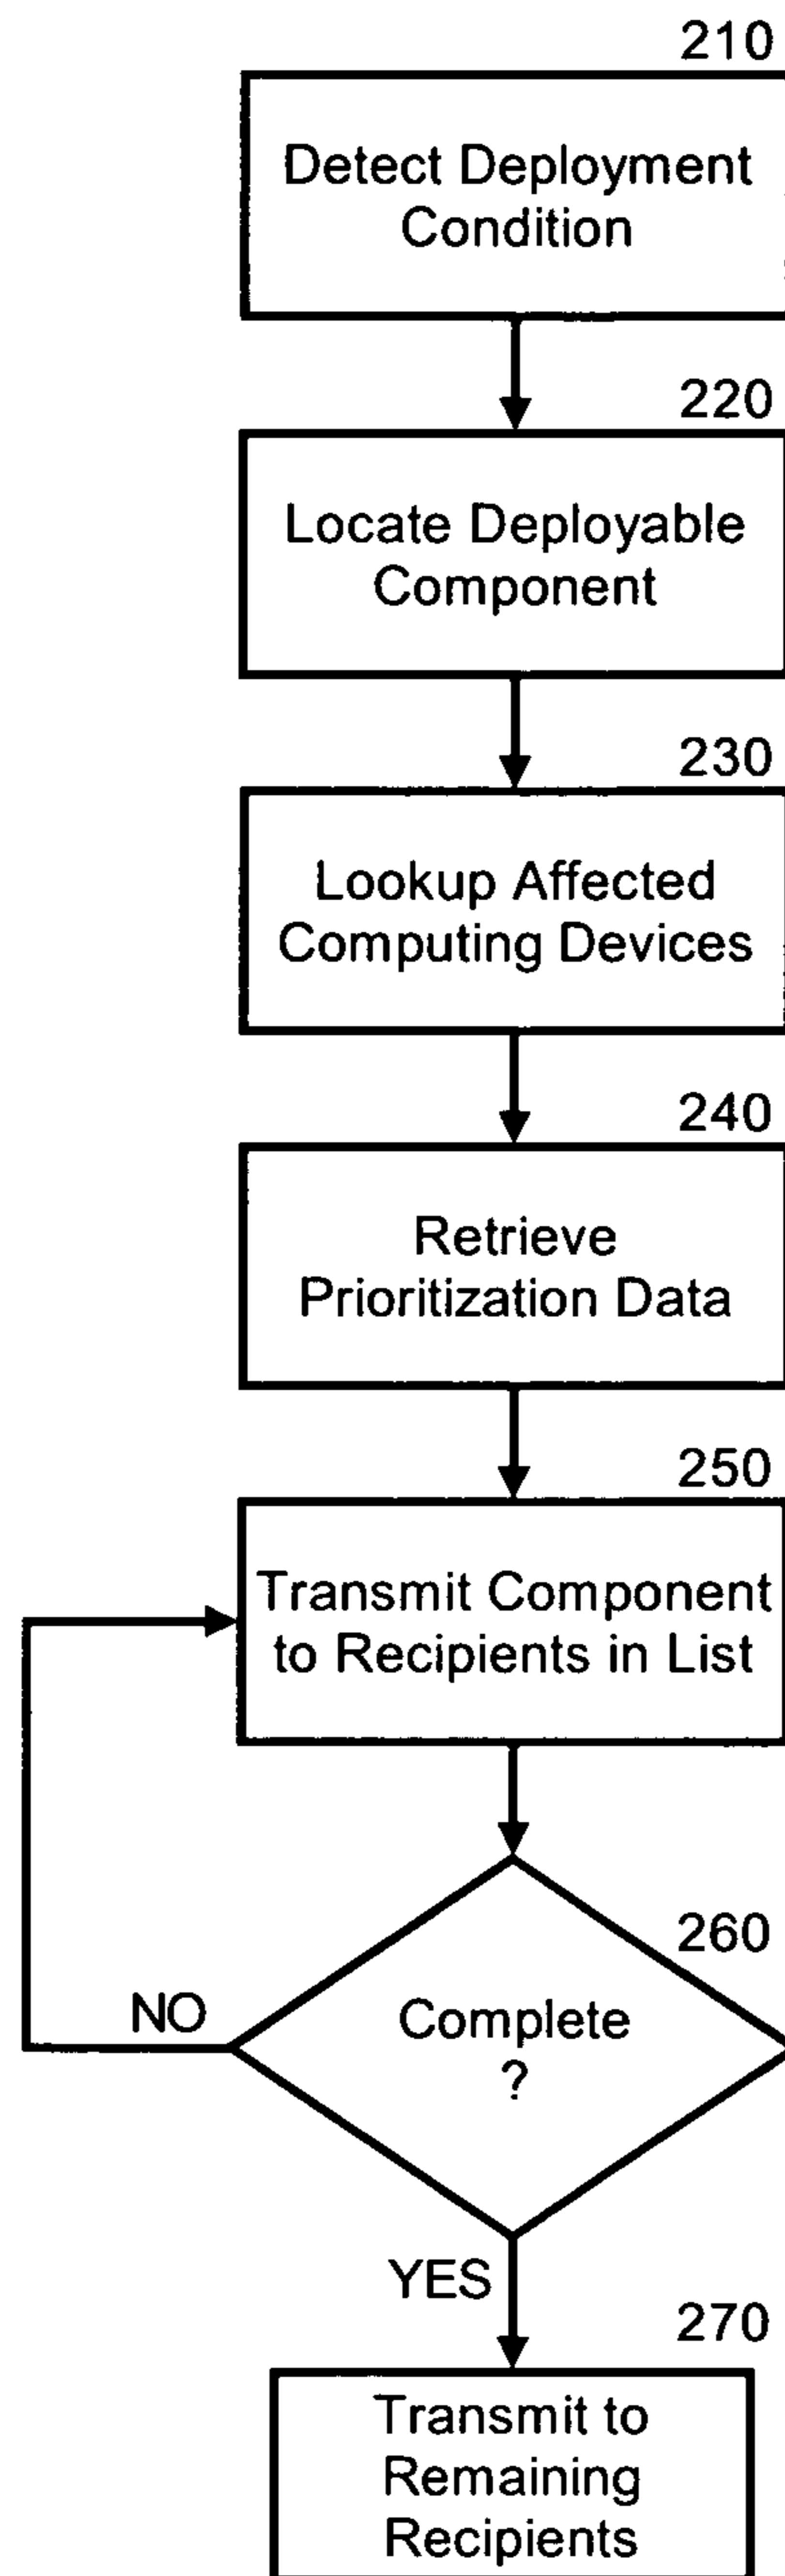 210
Detect Deployment
Condition
220
Locate Deployable
Component
230
Lookup Affected
Computing Devices
240
Retrieve
Prioritization Data
250
Transmit Component
to Recipients in List
260
NO
Complete
?
YES
270
Transmit to
Remaining
Recipients